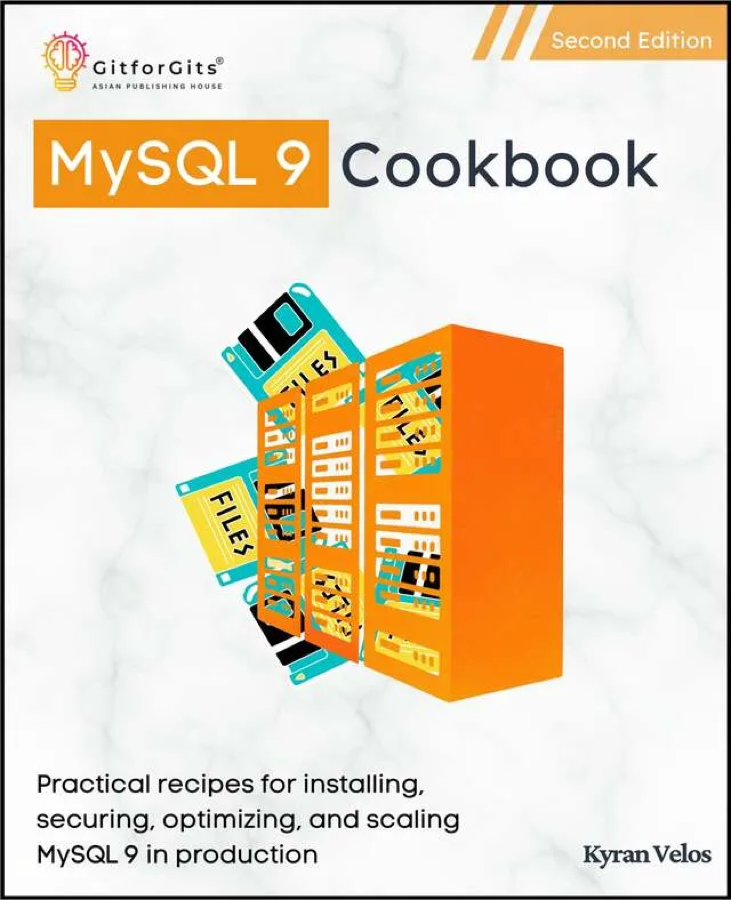 GitforGits®
ASIAN PUBLISHING HOUSE
Second Edition
MySQL 9 Cookbook
FILES
FILES
FILES
Practical recipes for installing,
securing, optimizing, and scaling
MySQL 9 in production
Kyran Velos